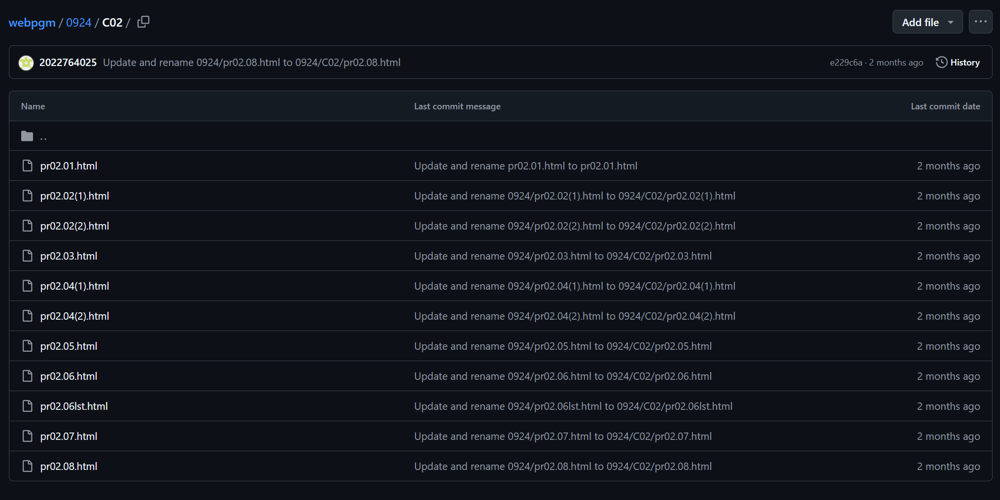 webpgm / 0924 / C02 /
Add file
2022764025 Update and rename 0924/pr02.08.html to 0924/C02/pr02.08.html e229c6a · 2 months ago History
Name Last commit message Last commit date
..
pr02.01.html Update and rename pr02.01.html to pr02.01.html 2 months ago
pr02.02(1).html Update and rename 0924/pr02.02(1).html to 0924/C02/pr02.02(1).html 2 months ago
pr02.02(2).html Update and rename 0924/pr02.02(2).html to 0924/C02/pr02.02(2).html 2 months ago
pr02.03.html Update and rename 0924/pr02.03.html to 0924/C02/pr02.03.html 2 months ago
pr02.04(1).html Update and rename 0924/pr02.04(1).html to 0924/C02/pr02.04(1).html 2 months ago
pr02.04(2).html Update and rename 0924/pr02.04(2).html to 0924/C02/pr02.04(2).html 2 months ago
pr02.05.html Update and rename 0924/pr02.05.html to 0924/C02/pr02.05.html 2 months ago
pr02.06.html Update and rename 0924/pr02.06.html to 0924/C02/pr02.06.html 2 months ago
pr02.06lst.html Update and rename 0924/pr02.06lst.html to 0924/C02/pr02.06lst.html 2 months ago
pr02.07.html Update and rename 0924/pr02.07.html to 0924/C02/pr02.07.html 2 months ago
pr02.08.html Update and rename 0924/pr02.08.html to 0924/C02/pr02.08.html 2 months ago